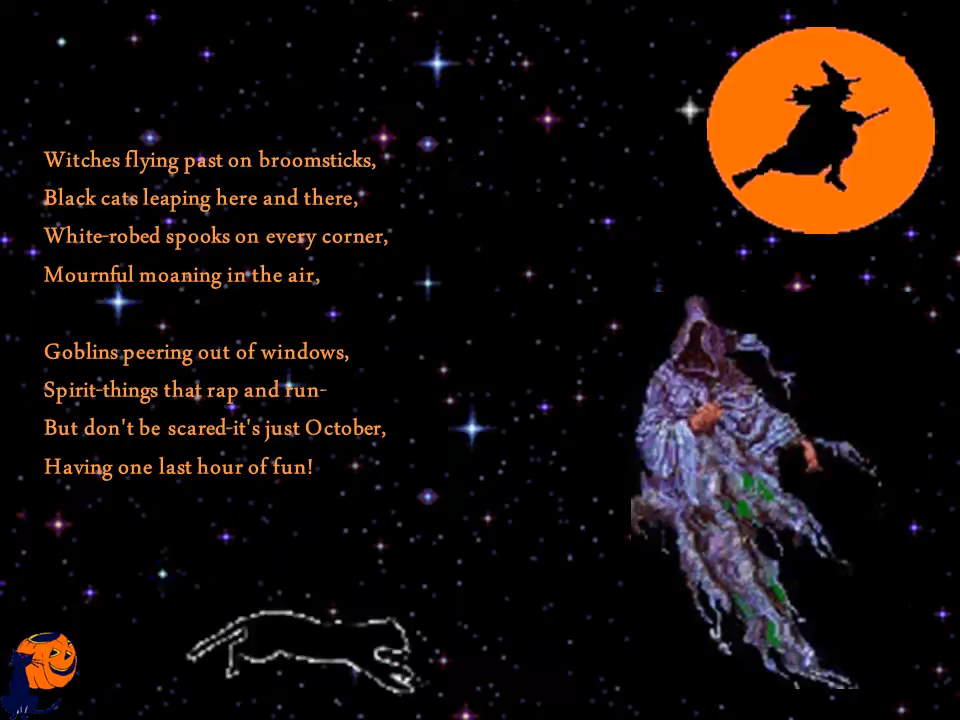 Witches flying past on broomsticks,
Black cats leaping here and there,
White-robed spooks on every corner,
Mournful moaning in the air,
Goblins peering out of windows,
Spirit-things that rap and run-
But don't be scared-it's just October,
Having one last hour of fun!